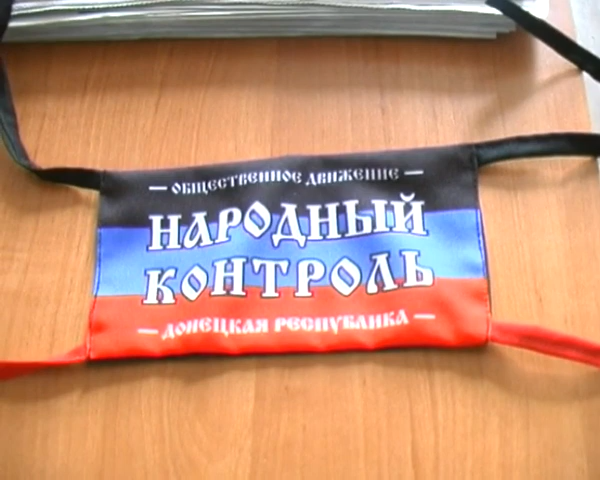 — ОБЩЕСТВЕННОЕ ДВИЖЕНИЕ —
НАРОДНЫЙ
КОНТРОЛЬ
— ДОНЕЦКАЯ РЕСПУБЛИКА —